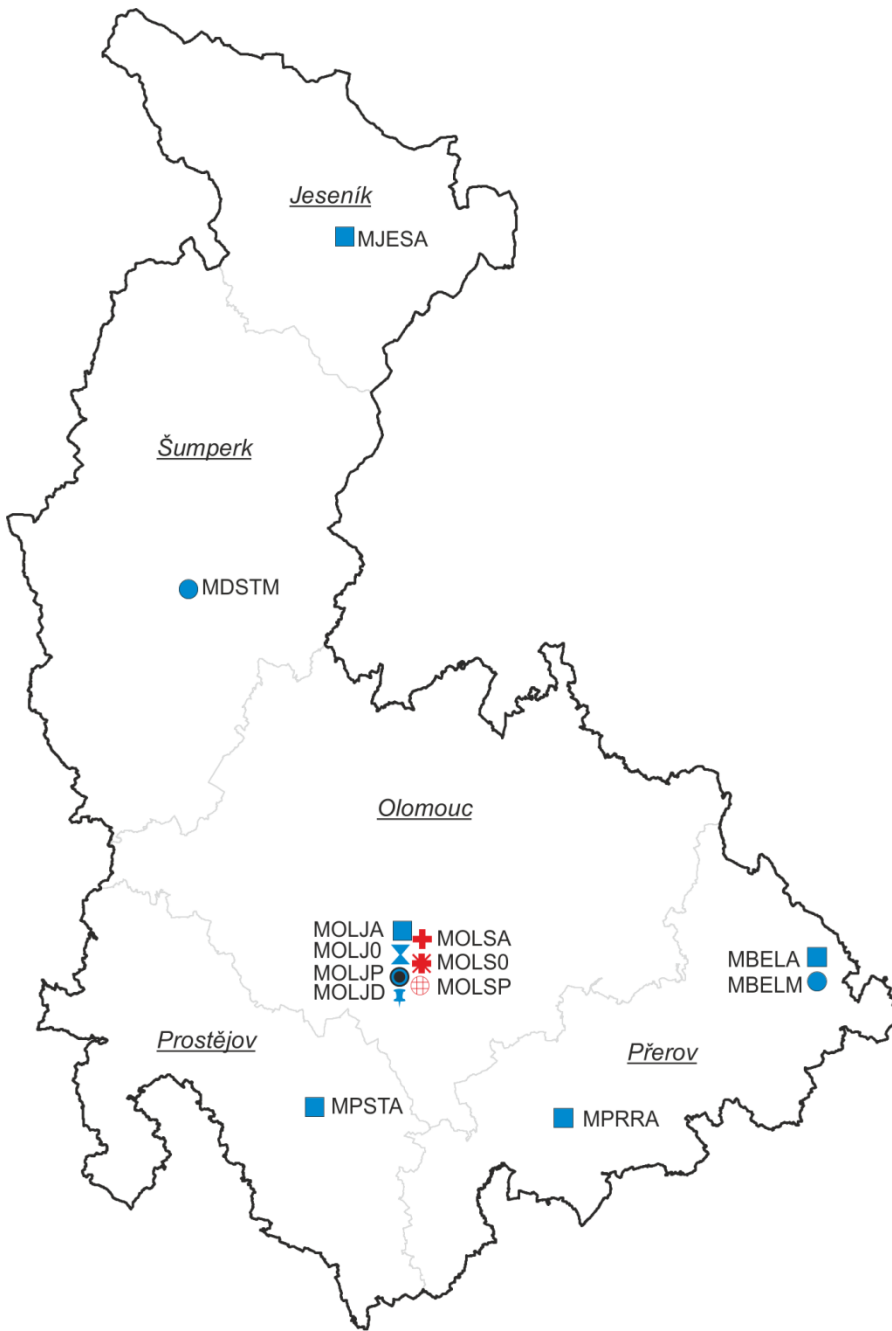 Jeseník
MJESA
Šumperk
MDSTM
Olomouc
MOLJA
MOLSA
MOLJ0
MOLS0
MOLJP
MOLSP
MOLJD
MBELA
MBELM
Prostějov
Přerov
MPSTA
MPRRA